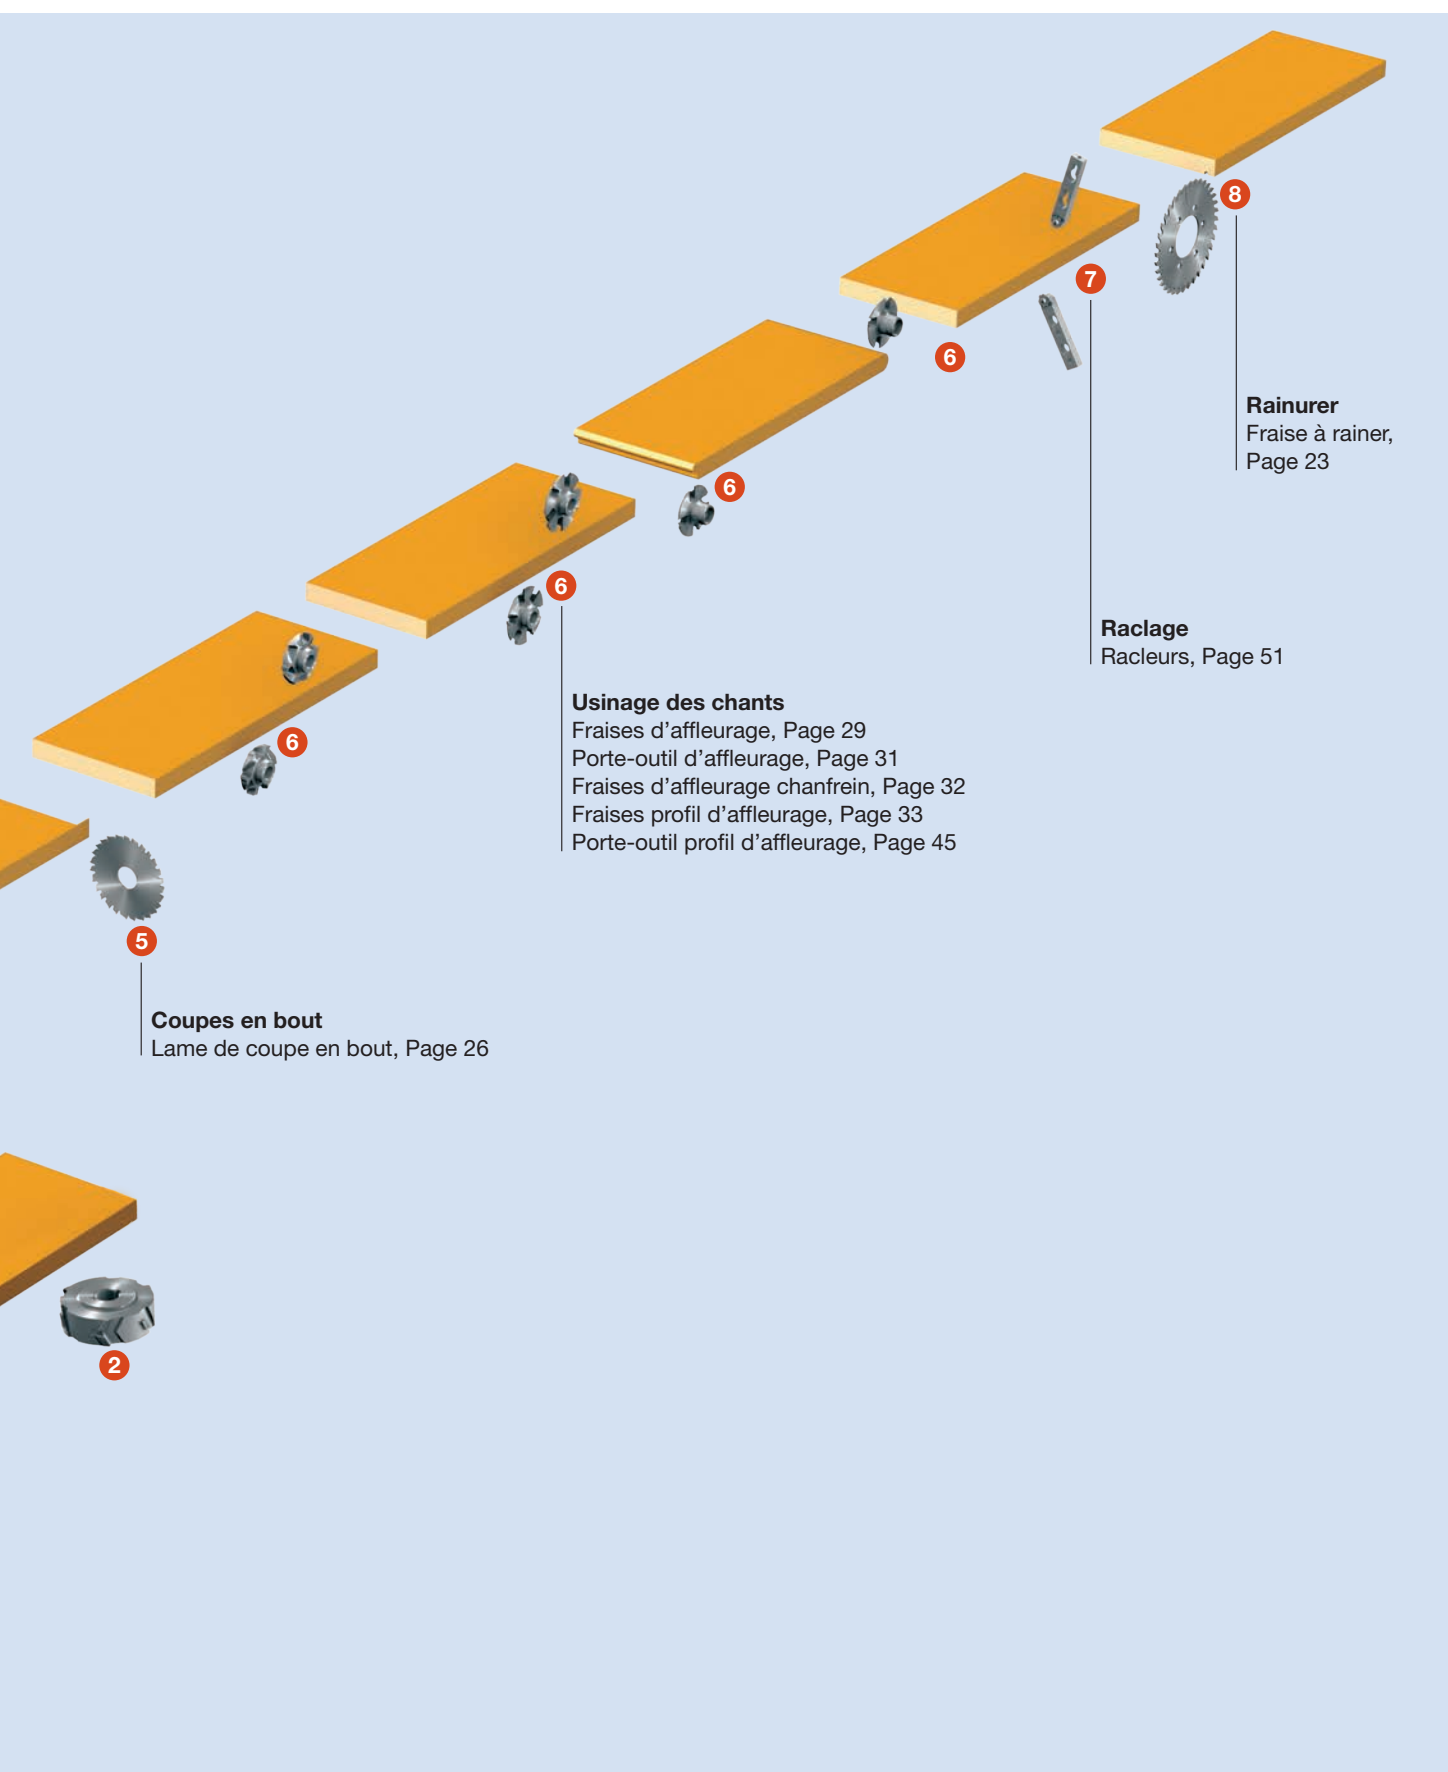 8
7
6
Rainurer
Fraise à rainer,
Page 23
6
6
Raclage
Racleurs, Page 51
Usinage des chants
Fraises d’affleurage, Page 29
Porte-outil d’affleurage, Page 31
Fraises d’affleurage chanfrein, Page 32
Fraises profil d’affleurage, Page 33
Porte-outil profil d’affleurage, Page 45
6
5
Coupes en bout
Lame de coupe en bout, Page 26
2